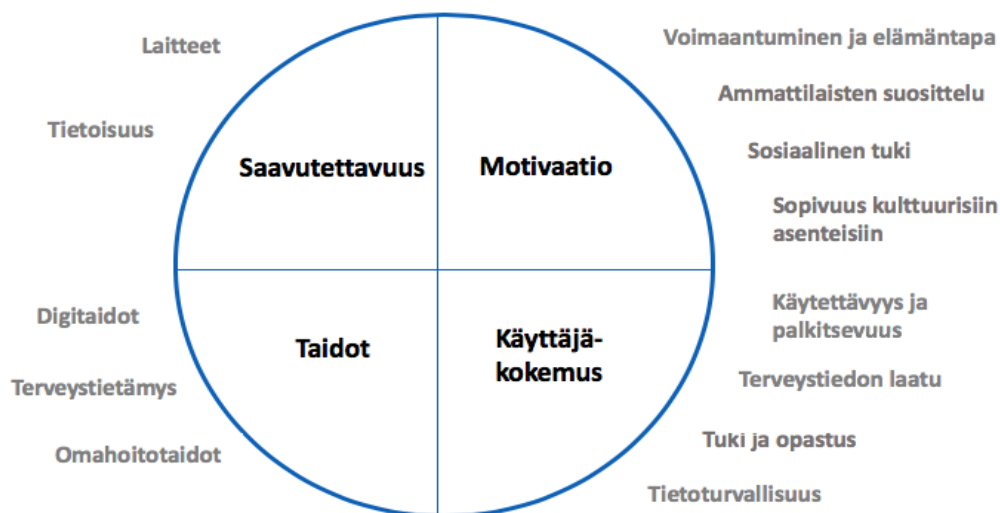 Laitteet
Tietoisuus
Saavutettavuus
Motivaatio
Voimaantuminen ja elämäntapa
Ammattilaisten suosittelu
Sosiaalinen tuki
Sopivuus kulttuurisiin
asenteisiin
Digitaidot
Terveystietämys
Omahoitotaidot
Taidot
Käyttäjä-
kokemus
Käytettävyys ja
palkitsevuus
Terveystiedon laatu
Tuki ja opastus
Tietoturvallisuus